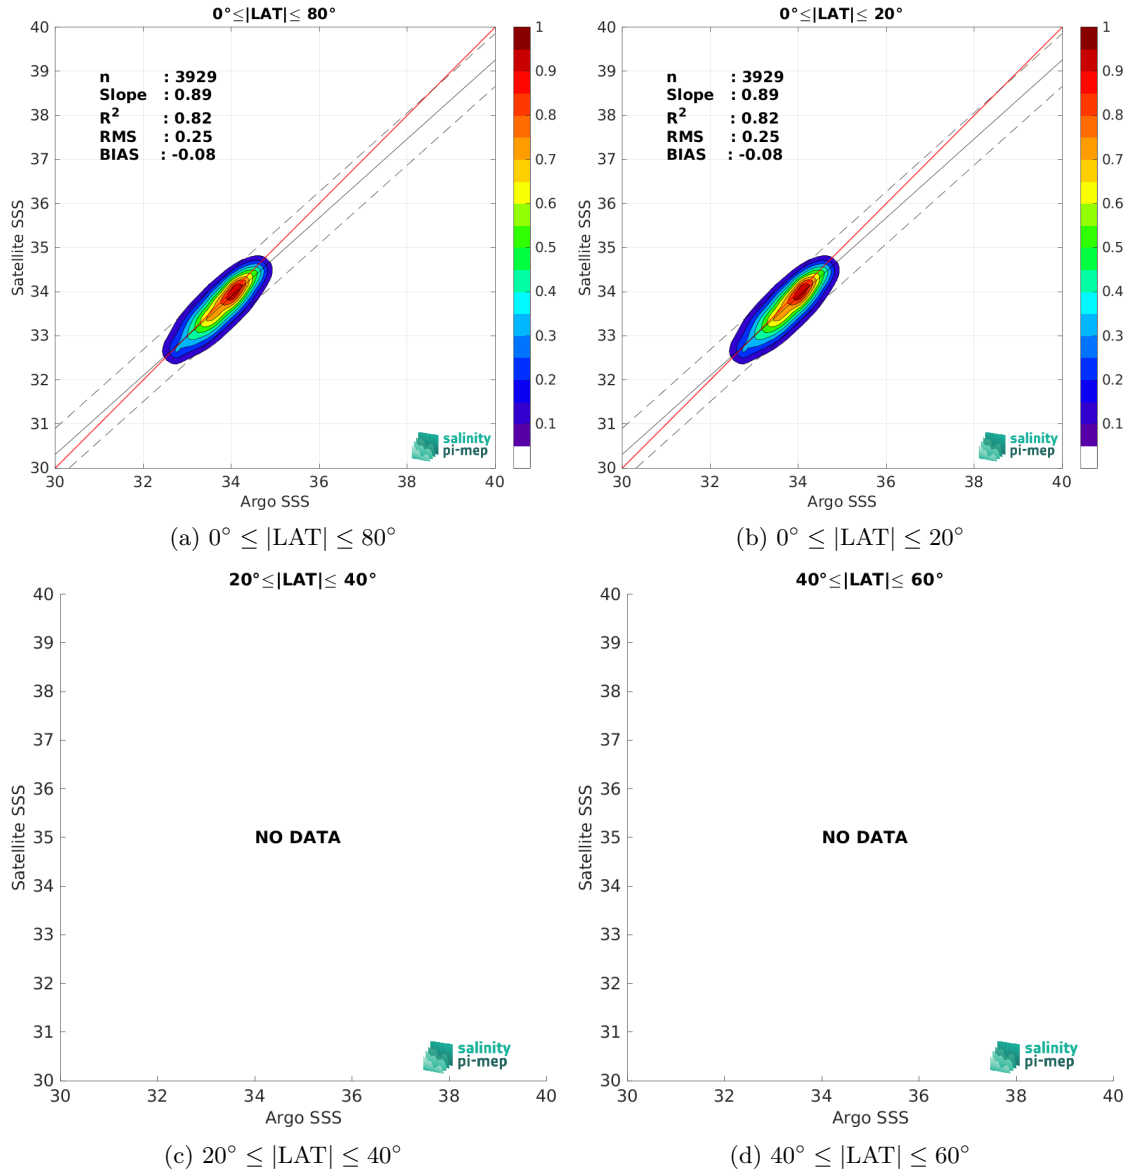 0°≤|LAT|≤ 80°
40
39
38
37
36
35
34
33
32
31
30
Satellite SSS
n : 3929
Slope : 0.89
R² : 0.82
RMS : 0.25
BIAS : -0.08
salinity
pi-mep
30 32 34 36 38 40
Argo SSS
1
0.9
0.8
0.7
0.6
0.5
0.4
0.3
0.2
0.1
(a) 0° ≤ |LAT| ≤ 80°
0°≤|LAT|≤ 20°
40
39
38
37
36
35
34
33
32
31
30
Satellite SSS
n : 3929
Slope : 0.89
R² : 0.82
RMS : 0.25
BIAS : -0.08
salinity
pi-mep
30 32 34 36 38 40
Argo SSS
1
0.9
0.8
0.7
0.6
0.5
0.4
0.3
0.2
0.1
(b) 0° ≤ |LAT| ≤ 20°
20°≤|LAT|≤ 40°
40
39
38
37
36
35
34
33
32
31
30
Satellite SSS
NO DATA
salinity
pi-mep
30 32 34 36 38 40
Argo SSS
(c) 20° ≤ |LAT| ≤ 40°
40°≤|LAT|≤ 60°
40
39
38
37
36
35
34
33
32
31
30
Satellite SSS
NO DATA
salinity
pi-mep
30 32 34 36 38 40
Argo SSS
(d) 40° ≤ |LAT| ≤ 60°